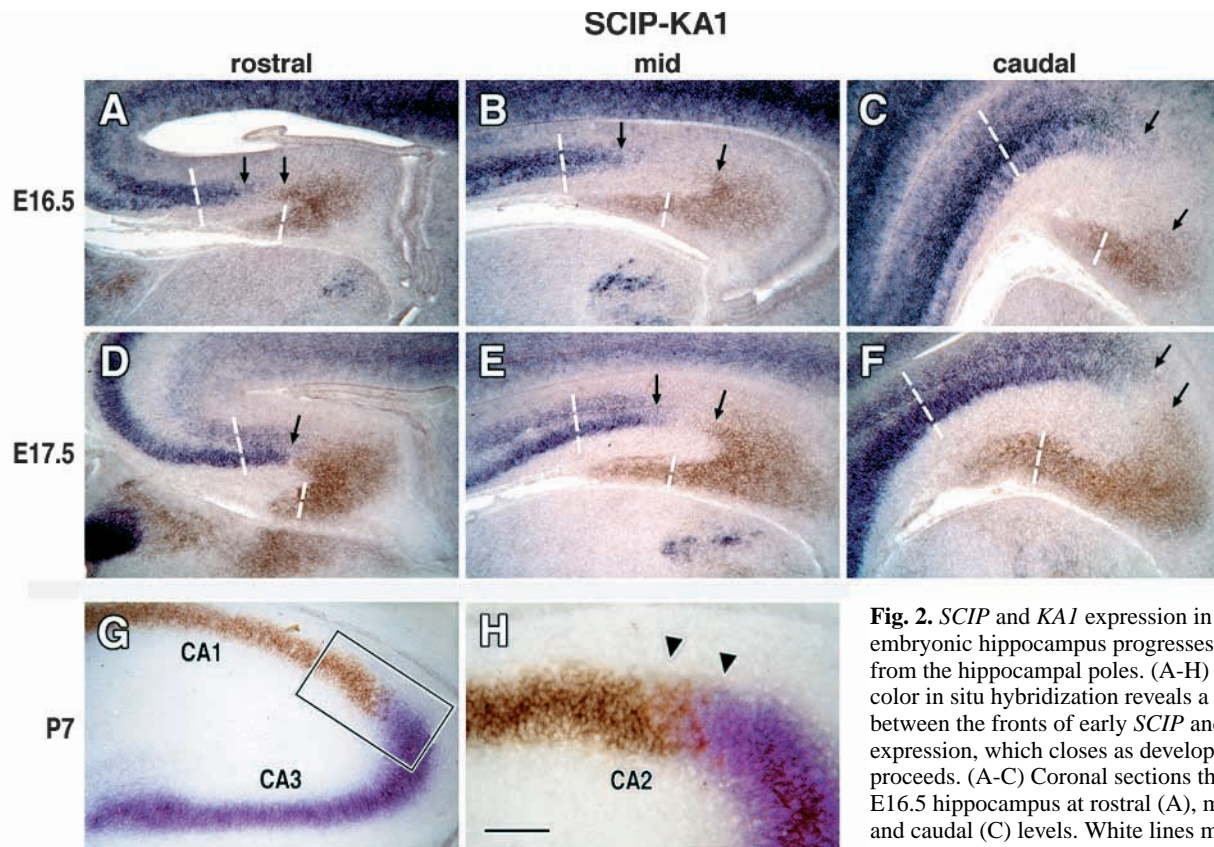 SCIP-KA1
rostral mid caudal
E16.5
A B C
E17.5
D E F
P7
G
CA1
CA3
H
CA2
Fig. 2. SCIP and KA1 expression in
embryonic hippocampus progresses
from the hippocampal poles. (A-H)
color in situ hybridization reveals a
between the fronts of early SCIP and
expression, which closes as develop
proceeds. (A-C) Coronal sections th
E16.5 hippocampus at rostral (A), m
and caudal (C) levels. White lines m